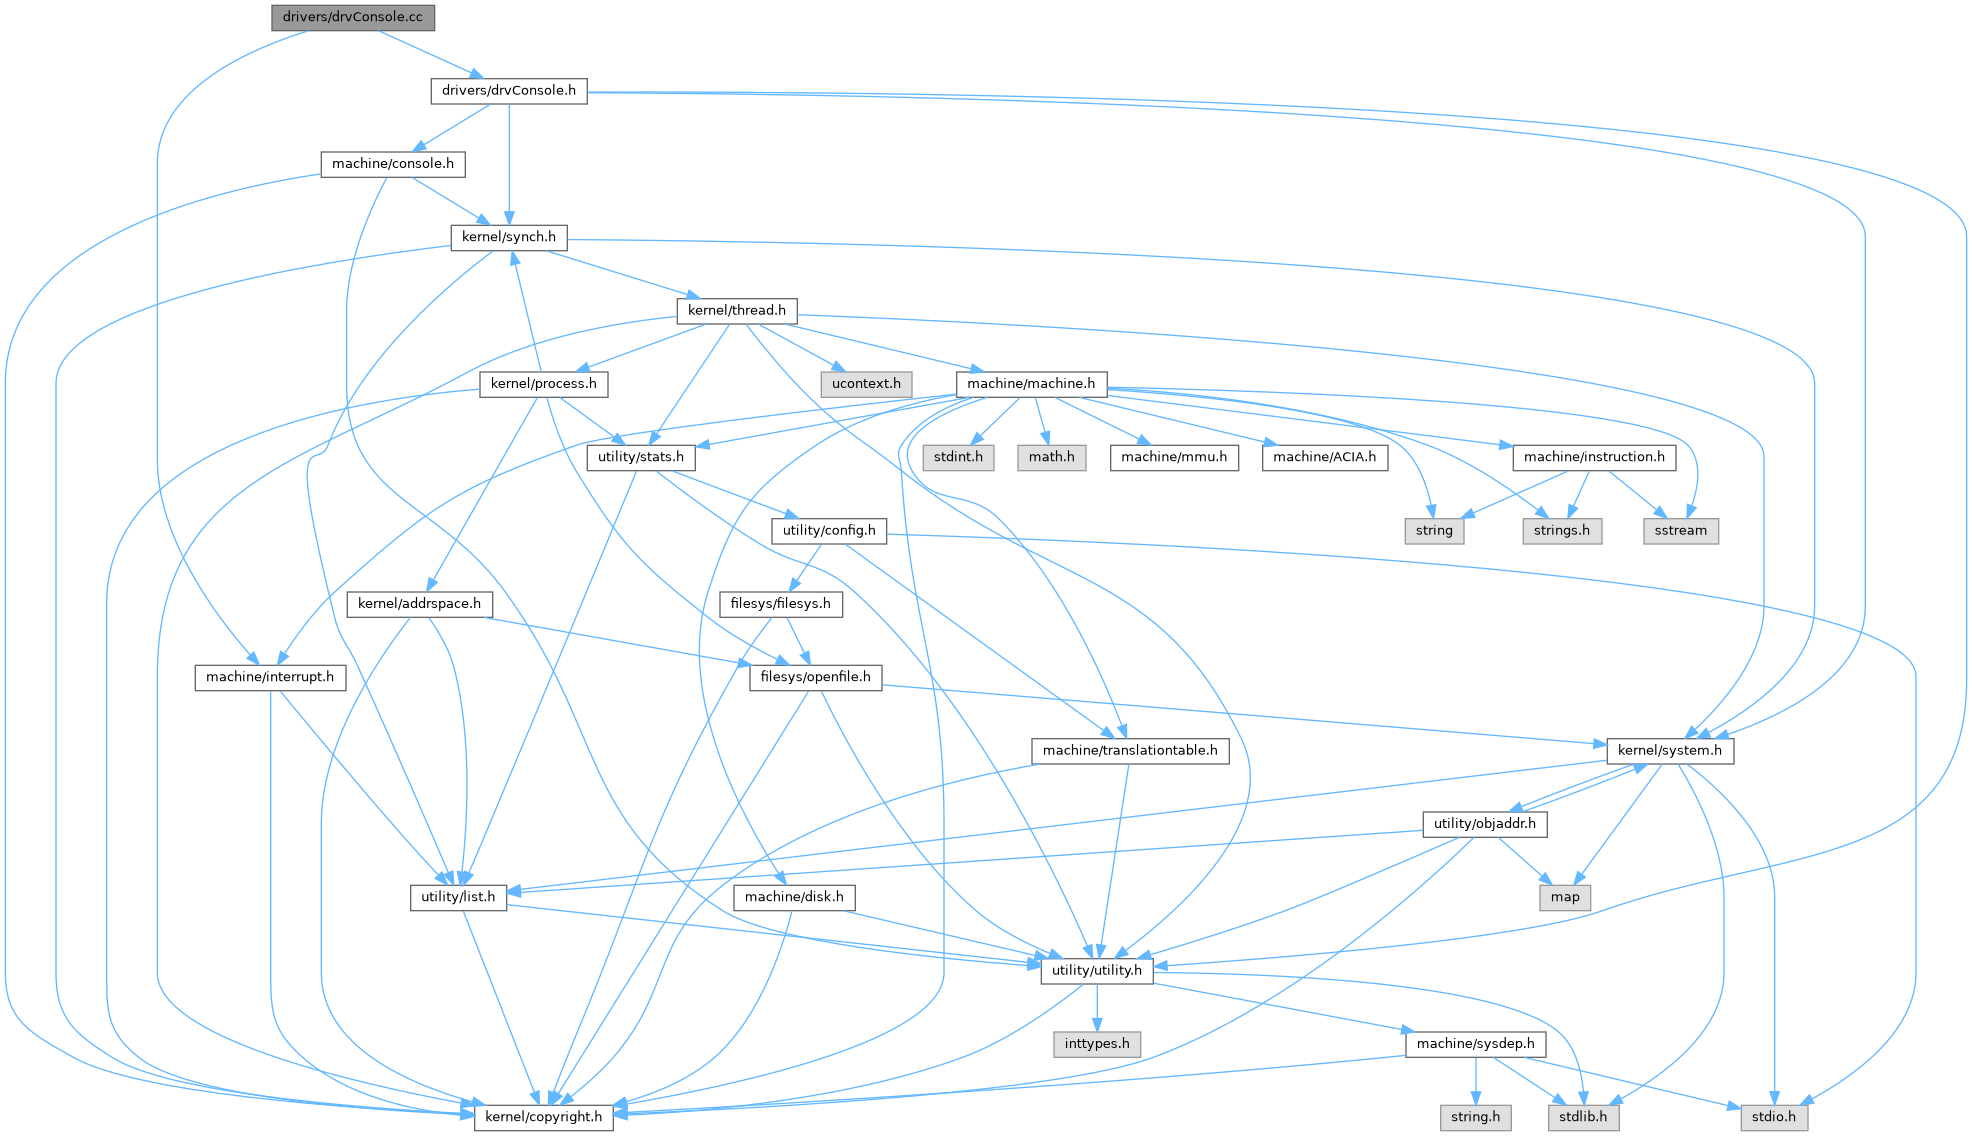 drivers/drvConsole.cc
drivers/drvConsole.h
machine/console.h
kernel/synch.h
kernel/thread.h
kernel/process.h
ucontext.h
machine/machine.h
utility/stats.h
stdint.h
math.h
machine/mmu.h
machine/ACIA.h
machine/instruction.h
utility/config.h
string
strings.h
sstream
kernel/addrspace.h
filesys/filesys.h
machine/interrupt.h
filesys/openfile.h
machine/translationtable.h
kernel/system.h
utility/objaddr.h
utility/list.h
machine/disk.h
map
utility/utility.h
inttypes.h
machine/sysdep.h
kernel/copyright.h
string.h
stdlib.h
stdio.h